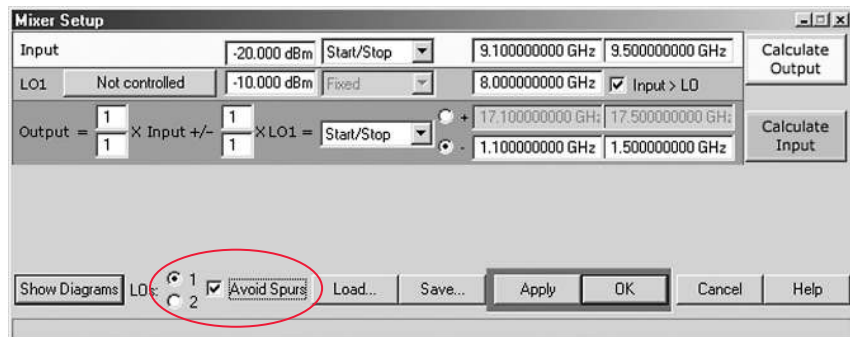 Mixer Setup
Input -20.000 dBm Start/Stop 9.100000000 GHz 9.500000000 GHz Calculate Output
LO1 Not controlled -10.000 dBm Fixed 8.000000000 GHz Input > LO
Output = 1 1 X Input +/- 1 1 X LO1 = Start/Stop + 17.100000000 GHz 17.500000000 GHz Calculate Input
- 1.100000000 GHz 1.500000000 GHz
Show Diagrams LOs: 1 2 Avoid Spurs Load... Save... Apply OK Cancel Help